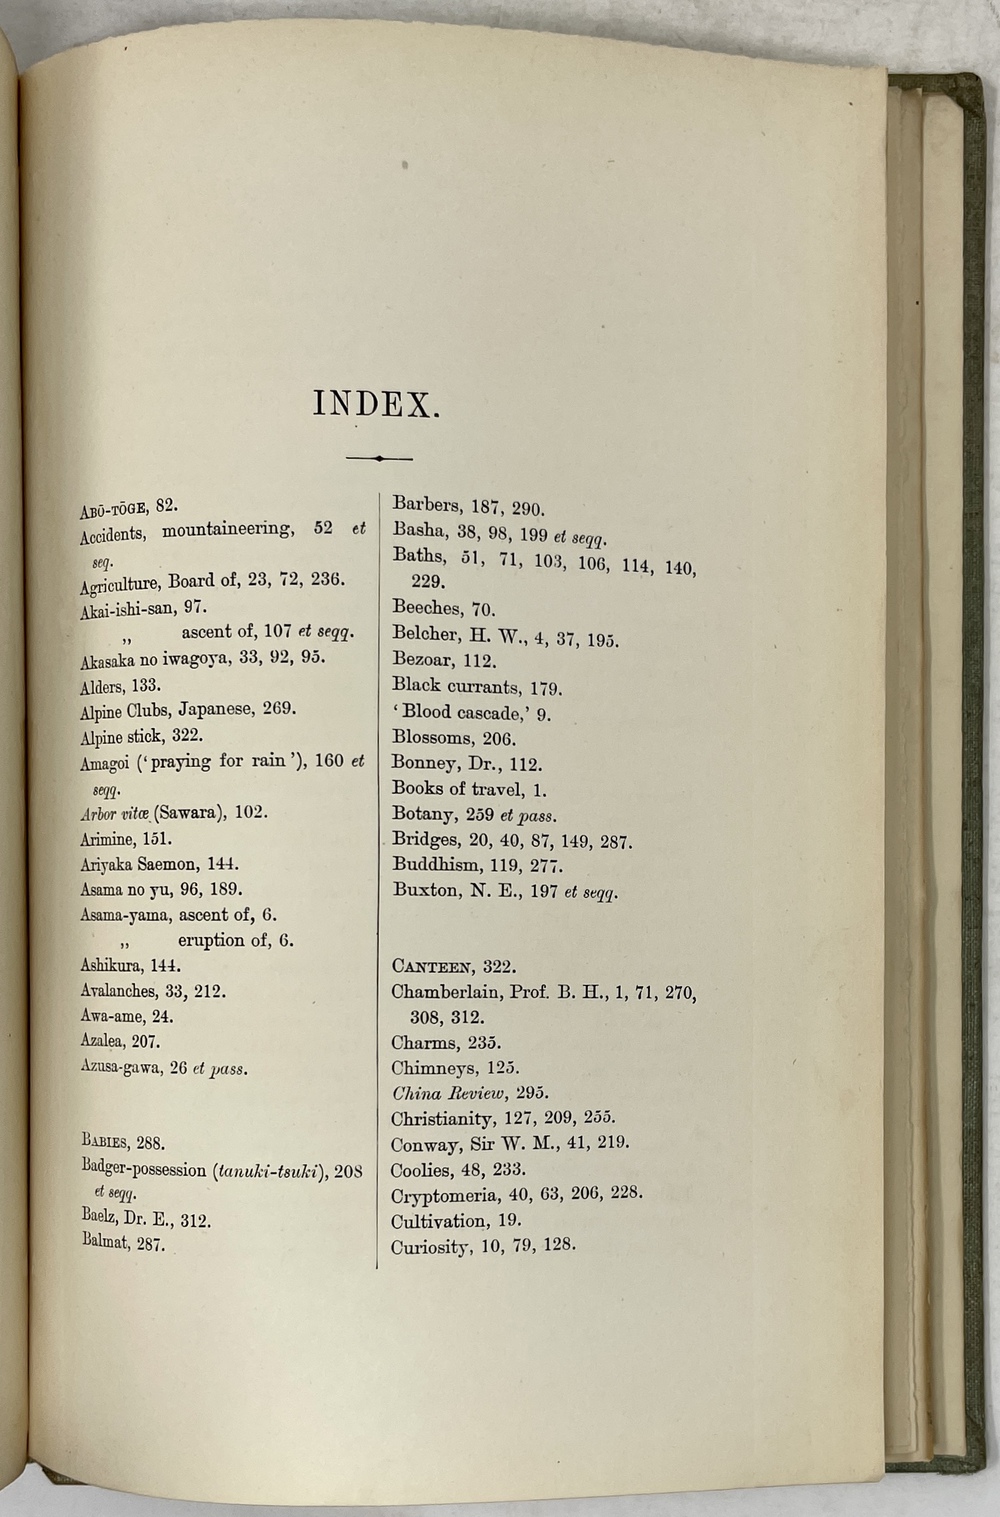 INDEX.
ABŌ-TŌGE, 82.
Accidents, mountaineering, 52 et
seq.
Agriculture, Board of, 23, 72, 236.
Akai-ishi-san, 97.
„ ascent of, 107 et seqq.
Akasaka no iwagoya, 33, 92, 95.
Alders, 133.
Alpine Clubs, Japanese, 269.
Alpine stick, 322.
Amagoi (‘praying for rain’), 160 et
seqq.
Arbor vitæ (Sawara), 102.
Arimine, 151.
Ariyaka Saemon, 144.
Asama no yu, 96, 189.
Asama-yama, ascent of, 6.
„ eruption of, 6.
Ashikura, 144.
Avalanches, 33, 212.
Awa-ame, 24.
Azalea, 207.
Azusa-gawa, 26 et pass.
BABIES, 288.
Badger-possession (tanuki-tsuki), 208
et seqq.
Baelz, Dr. E., 312.
Balmat, 287.
Barbers, 187, 290.
Basha, 38, 98, 199 et seqq.
Baths, 51, 71, 103, 106, 114, 140,
229.
Beeches, 70.
Belcher, H. W., 4, 37, 195.
Bezoar, 112.
Black currants, 179.
‘Blood cascade,’ 9.
Blossoms, 206.
Bonney, Dr., 112.
Books of travel, 1.
Botany, 259 et pass.
Bridges, 20, 40, 87, 149, 287.
Buddhism, 119, 277.
Buxton, N. E., 197 et seqq.
CANTEEN, 322.
Chamberlain, Prof. B. H., 1, 71, 270,
308, 312.
Charms, 235.
Chimneys, 125.
China Review, 295.
Christianity, 127, 209, 255.
Conway, Sir W. M., 41, 219.
Coolies, 48, 233.
Cryptomeria, 40, 63, 206, 228.
Cultivation, 19.
Curiosity, 10, 79, 128.